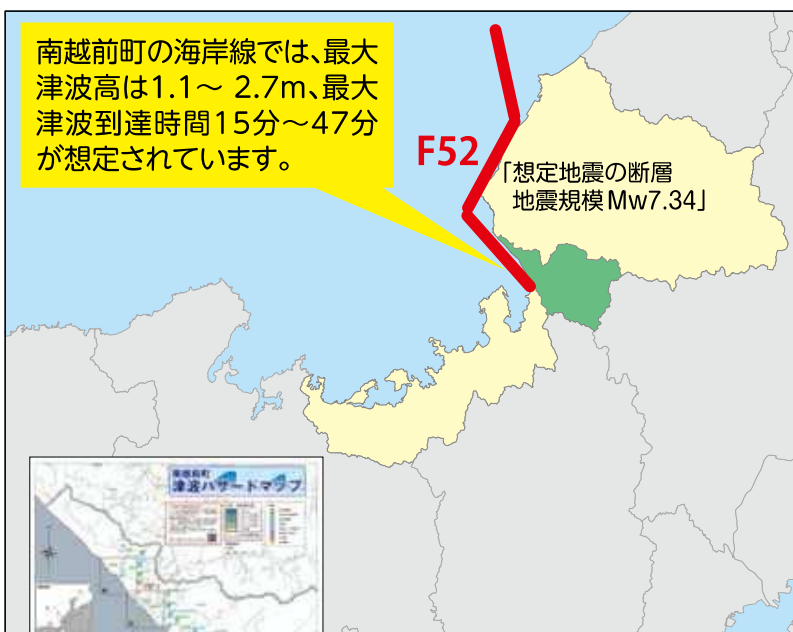 南越前町の海岸線では、最大
津波高は1.1～ 2.7m、最大
津波到達時間15分～47分
が想定されています。
F52
「想定地震の断層
地震規模Mw7.34」
南越前町
津波ハザードマップ